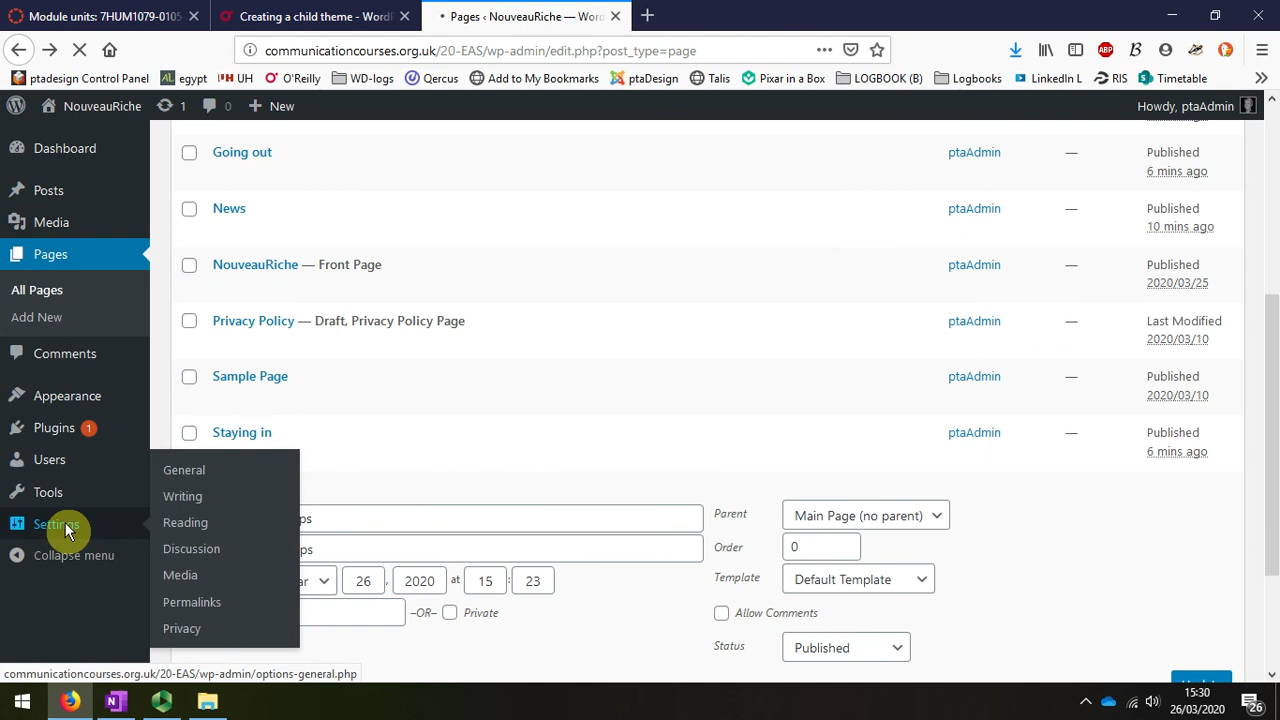 Module units: 7HUM1079-0105
Creating a child theme - WordP
Pages ‹ NouveauRiche — Wor
communicationcourses.org.uk/20-EAS/wp-admin/edit.php?post_type=page
ptadesign Control Panel
egypt
UH
O'Reilly
WD-logs
Qercus
Add to My Bookmarks
ptaDesign
Talis
Pixar in a Box
LOGBOOK (B)
Logbooks
LinkedIn L
RIS
Timetable
NouveauRiche 1 0 + New
Howdy, ptaAdmin
Dashboard
Posts
Media
Pages
All Pages
Add New
Comments
Appearance
Plugins 1
Users
Tools
Settings
Collapse menu
General
Writing
Reading
Discussion
Media
Permalinks
Privacy
Going out ptaAdmin — Published
6 mins ago
News ptaAdmin — Published
10 mins ago
NouveauRiche — Front Page ptaAdmin — Published
2020/03/25
Privacy Policy — Draft, Privacy Policy Page ptaAdmin — Last Modified
2020/03/10
Sample Page ptaAdmin — Published
2020/03/10
Staying in ptaAdmin — Published
6 mins ago
ps
ps
ar 26 2020 at 15 : 23
–OR– Private
Parent Main Page (no parent)
Order 0
Template Default Template
Allow Comments
Status Published
communicationcourses.org.uk/20-EAS/wp-admin/options-general.php
15:30
26/03/2020
26